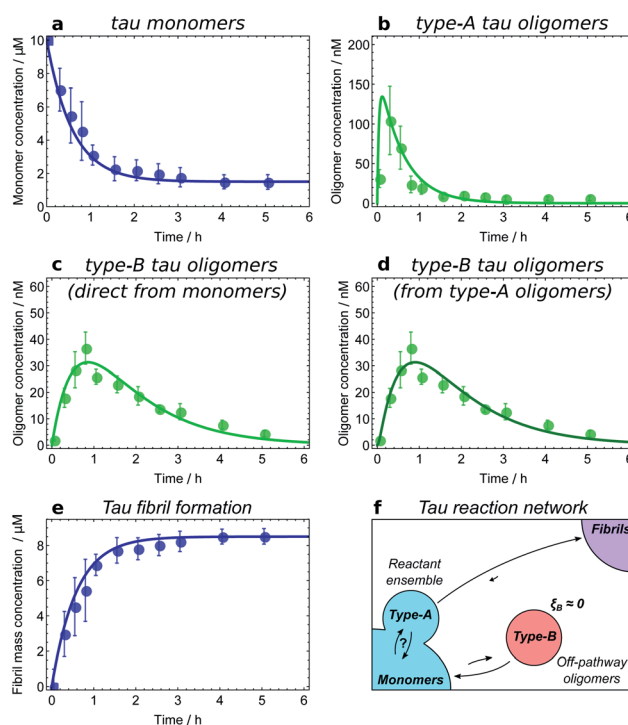 a tau monomers
Monomer concentration / μM
10
8
6
4
2
0
0 1 2 3 4 5 6
Time / h
b type-A tau oligomers
Oligomer concentration / nM
200
150
100
50
0
0 1 2 3 4 5 6
Time / h
c type-B tau oligomers
(direct from monomers)
Oligomer concentration / nM
60
50
40
30
20
10
0
0 1 2 3 4 5 6
Time / h
d type-B tau oligomers
(from type-A oligomers)
Oligomer concentration / nM
60
50
40
30
20
10
0
0 1 2 3 4 5 6
Time / h
e Tau fibril formation
Fibril mass concentration / μM
10
8
6
4
2
0
0 1 2 3 4 5 6
Time / h
f Tau reaction network
Fibrils
Reactant
ensemble
Type-A
ξB ≈ 0
?
Type-B
Monomers
Off-pathway
oligomers